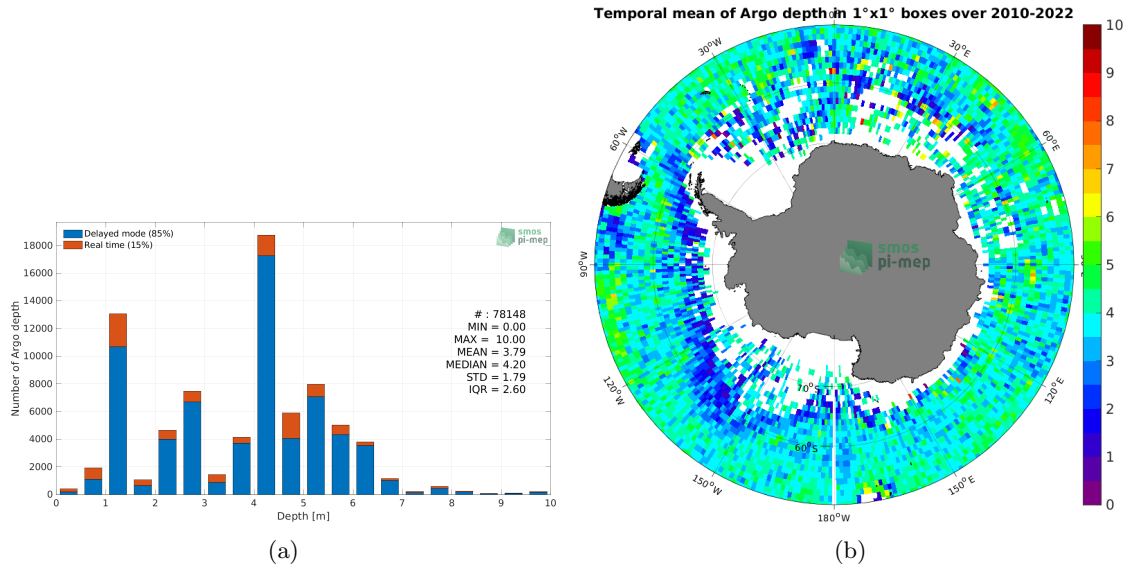 Temporal mean of Argo depth in 1°x1° boxes over 2010-2022
Delayed mode (85%)
Real time (15%)
smos
pi-mep
# : 78148
MIN = 0.00
MAX = 10.00
MEAN = 3.79
MEDIAN = 4.20
STD = 1.79
IQR = 2.60
Number of Argo depth
18000
16000
14000
12000
10000
8000
6000
4000
2000
0
0 1 2 3 4 5 6 7 8 9 10
Depth [m]
(a)
30°W
30°E
60°W
60°E
90°W
120°W
120°E
150°W
150°E
180°W
70°S
60°S
smos
pi-mep
10
9
8
7
6
5
4
3
2
1
0
(b)